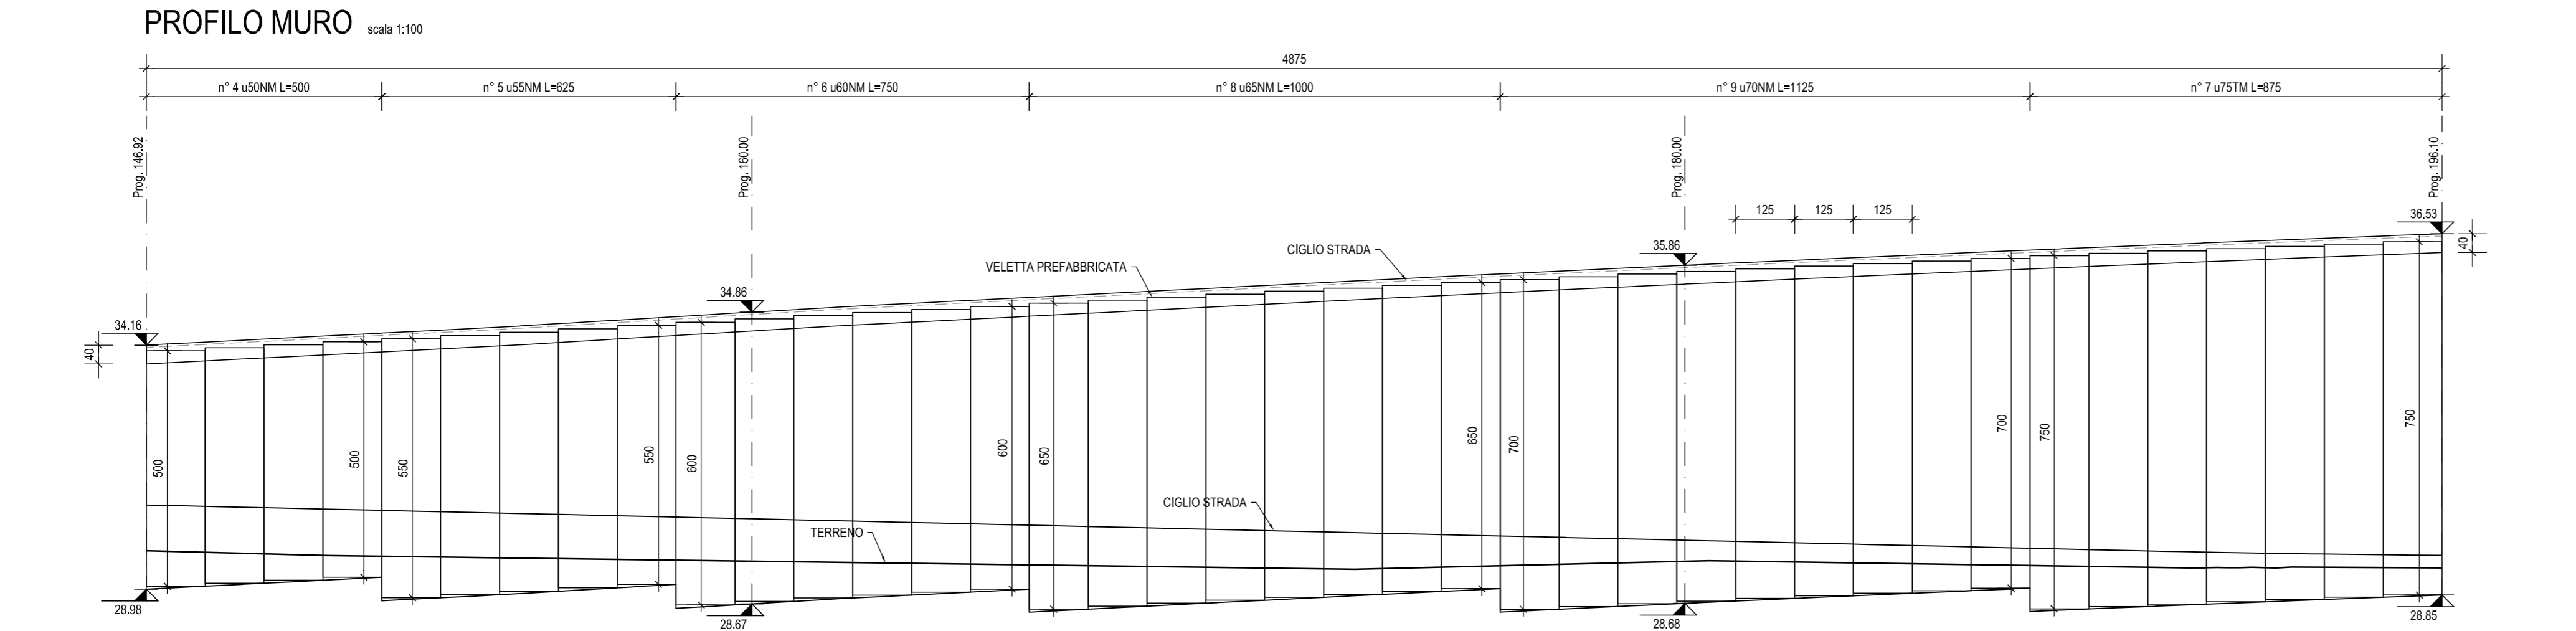 PROFILO MURO scala 1:100
4875
n° 4 u50NM L=500 n° 5 u55NM L=625 n° 6 u60NM L=750 n° 8 u65NM L=1000 n° 9 u70NM L=1125 n° 7 u75TM L=875
Prog. 146.92
Prog. 160.00
Prog. 180.00
Prog. 196.10
125 125 125
36.53
40
CIGLIO STRADA
35.86
VELETTA PREFABBRICATA
34.86
34.16
40
500
500
550
550
600
600
650
650
700
700
750
750
CIGLIO STRADA
TERRENO
28.98
28.67
28.68
28.85